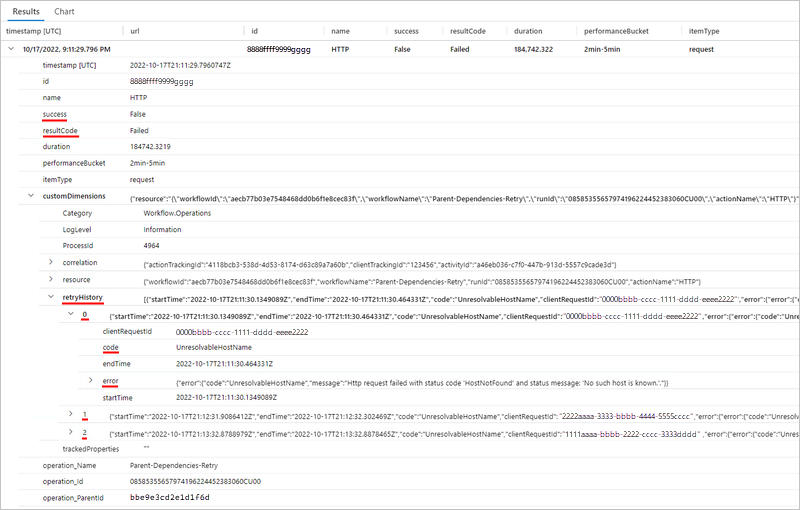 Results Chart
timestamp [UTC] url id name success resultCode duration performanceBucket itemType
10/17/2022, 9:11:29.796 PM 8888ffff9999gggg HTTP False Failed 184,742.322 2min-5min request
timestamp [UTC] 2022-10-17T21:11:29.7960747Z
id 8888ffff9999gggg
name HTTP
success False
resultCode Failed
duration 184742.3219
performanceBucket 2min-5min
itemType request
customDimensions {"resource":"{\"workflowId\":\"aecb77b03e7548468dd0b6f1e8cec83f\",\"workflowName\":\"Parent-Dependencies-Retry\",\"runId\":\"08585355657974196224452383060CU00\",\"actionName\":\"HTTP\"}"
Category Workflow.Operations
LogLevel Information
ProcessId 4964
correlation {"actionTrackingId":"4118bcb3-538d-4d53-8174-d63c89a7a60b","clientTrackingId":"123456","activityId":"a46eb036-c7f0-447b-913d-5557c9cade3d"}
resource {"workflowId":"aecb77b03e7548468dd0b6f1e8cec83f","workflowName":"Parent-Dependencies-Retry","runId":"08585355657974196224452383060CU00","actionName":"HTTP"}
retryHistory [{"startTime":"2022-10-17T21:11:30.1349089Z","endTime":"2022-10-17T21:11:30.464331Z","code":"UnresolvableHostName","clientRequestId":"0000bbbb-cccc-1111-dddd-eeee2222","error":{"error":{"code"
0 {"startTime":"2022-10-17T21:11:30.1349089Z","endTime":"2022-10-17T21:11:30.464331Z","code":"UnresolvableHostName","clientRequestId":"0000bbbb-cccc-1111-dddd-eeee2222","error":{"error":{"code":"Unresol
clientRequestId 0000bbbb-cccc-1111-dddd-eeee2222
code UnresolvableHostName
endTime 2022-10-17T21:11:30.464331Z
error {"error":{"code":"UnresolvableHostName","message":"Http request failed with status code 'HostNotFound' and status message: 'No such host is known.'."}}
startTime 2022-10-17T21:11:30.1349089Z
1 {"startTime":"2022-10-17T21:12:31.9086412Z","endTime":"2022-10-17T21:12:32.302469Z","code":"UnresolvableHostName","clientRequestId":"2222aaaa-3333-bbbb-4444-5555cccc","error":{"error":{"code":"Unresol
2 {"startTime":"2022-10-17T21:13:32.8788979Z","endTime":"2022-10-17T21:13:32.8878465Z","code":"UnresolvableHostName","clientRequestId":"1111aaaa-bbbb-2222-cccc-3333dddd" ,"error":{"error":{"code":"Unreso
trackedProperties ""
operation_Name Parent-Dependencies-Retry
operation_Id 08585355657974196224452383060CU00
operation_ParentId bbe9e3cd2e1d1f6d